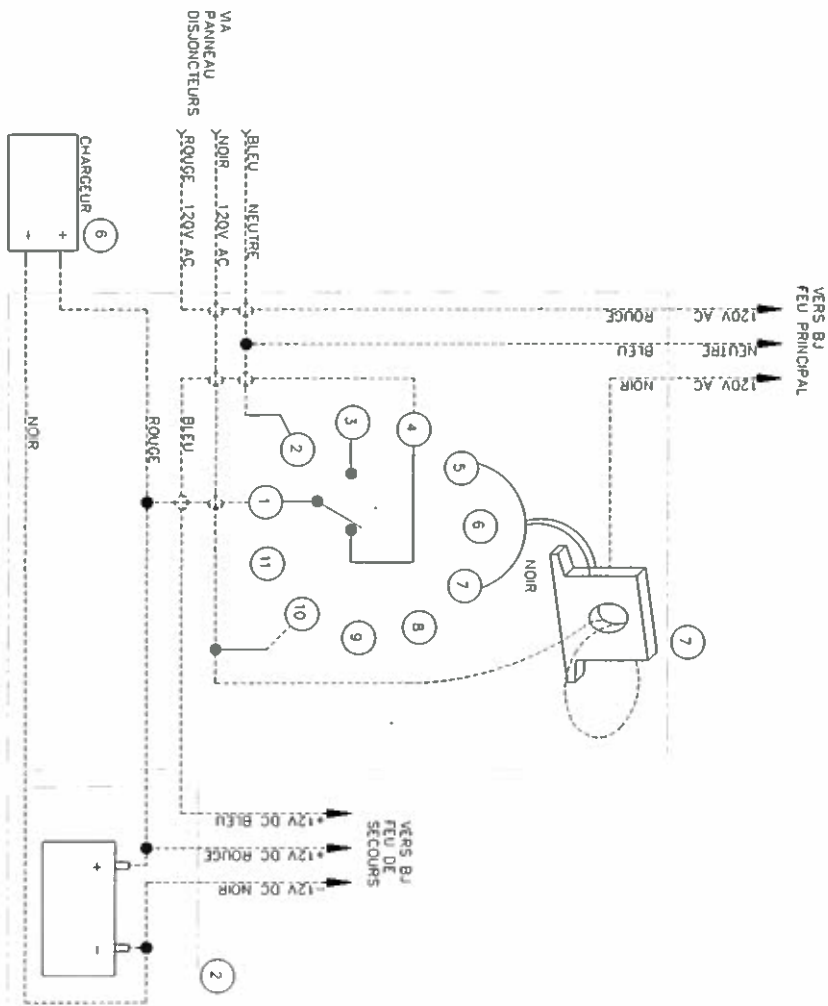 VIA
PANNEAU
DISJONCTEURS
BLEU NEUTRE
NOIR 120V AC
ROUGE 120V AC
CHARGEUR
6
+
-
VERS BJ
FEU PRINCIPAL
120V AC ROUGE
NEUTRE BLEU
120V AC NOIR
NOIR
ROUGE
BLEU
1
2
3
4
5
6
7
8
9
10
11
NOIR
7
VERS BJ
FEU DE
SECOURS
+12V DC BLEU
+12V DC ROUGE
-12V DC NOIR
+
-
2